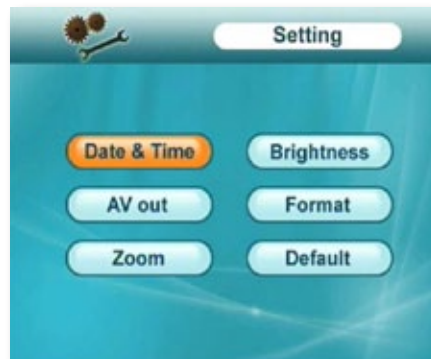 Setting
Date & Time
Brightness
AV out
Format
Zoom
Default